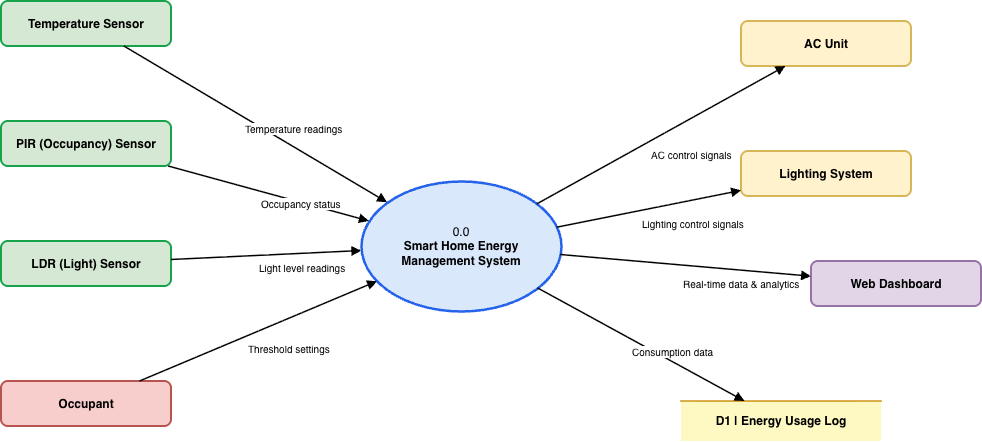 Temperature Sensor
AC Unit
Temperature readings
PIR (Occupancy) Sensor
AC control signals
Lighting System
Occupancy status
Lighting control signals
0.0
Smart Home Energy
Management System
LDR (Light) Sensor
Light level readings
Real-time data & analytics
Web Dashboard
Threshold settings
Consumption data
Occupant
D1 | Energy Usage Log